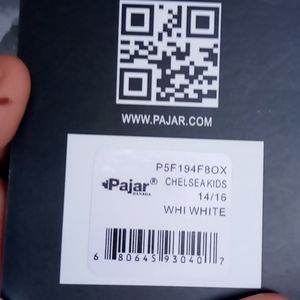 WWW.PAJAR.COM
P5F194F8OX
Pajar®
CANADA
CHELSEA KIDS
14/16
WHI WHITE
6 80645 93040 7